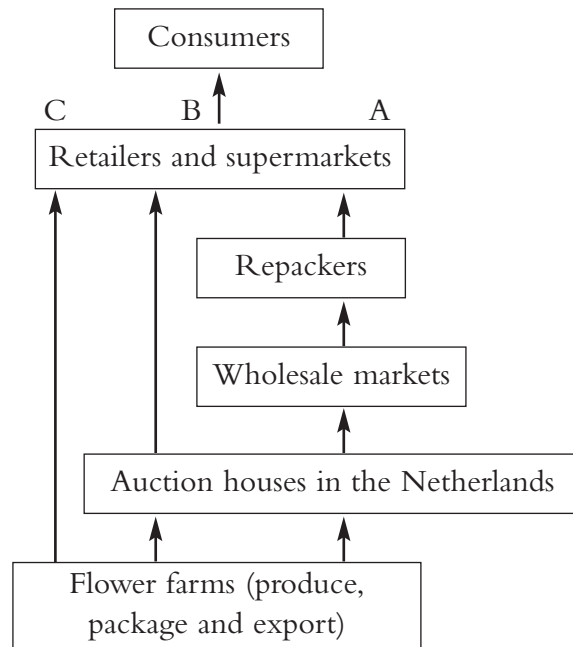 Consumers
C B A
Retailers and supermarkets
Repackers
Wholesale markets
Auction houses in the Netherlands
Flower farms (produce,
package and export)